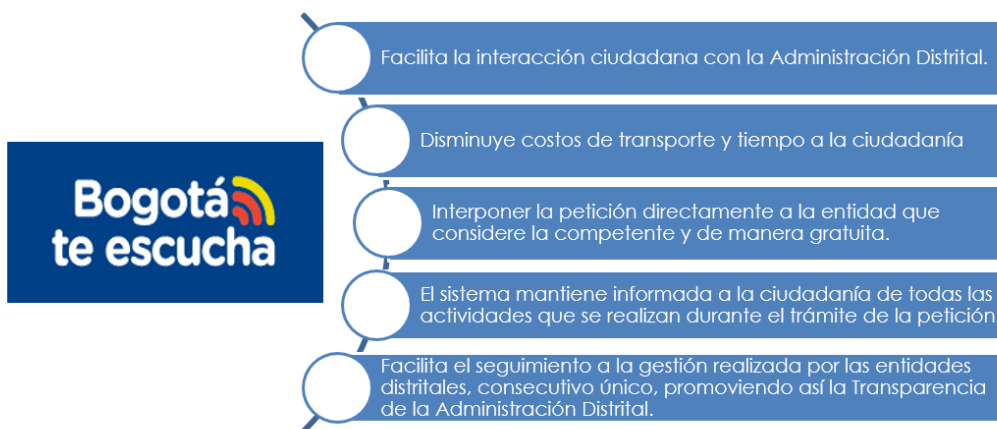 Bogotá
te escucha
Facilita la interacción ciudadana con la Administración Distrital.
Disminuye costos de transporte y tiempo a la ciudadanía
Interponer la petición directamente a la entidad que
considere la competente y de manera gratuita.
El sistema mantiene informada a la ciudadanía de todas las
actividades que se realizan durante el trámite de la petición
Facilita el seguimiento a la gestión realizada por las entidades
distritales, consecutivo único, promoviendo así la Transparencia
de la Administración Distrital.